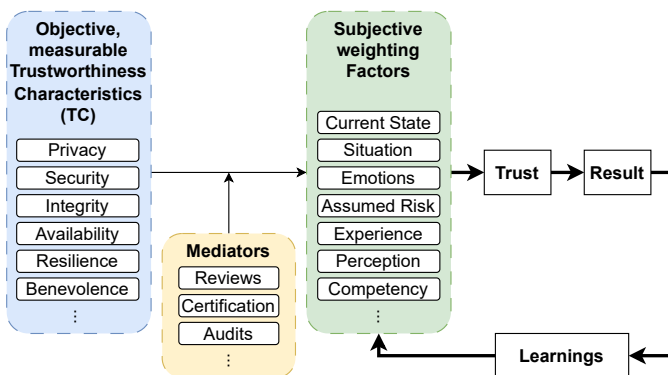 Objective,
measurable
Trustworthiness
Characteristics
(TC)
Privacy
Security
Integrity
Availability
Resilience
Benevolence
⋮
Mediators
Reviews
Certification
Audits
⋮
Subjective
weighting
Factors
Current State
Situation
Emotions
Assumed Risk
Experience
Perception
Competency
⋮
Trust
Result
Learnings